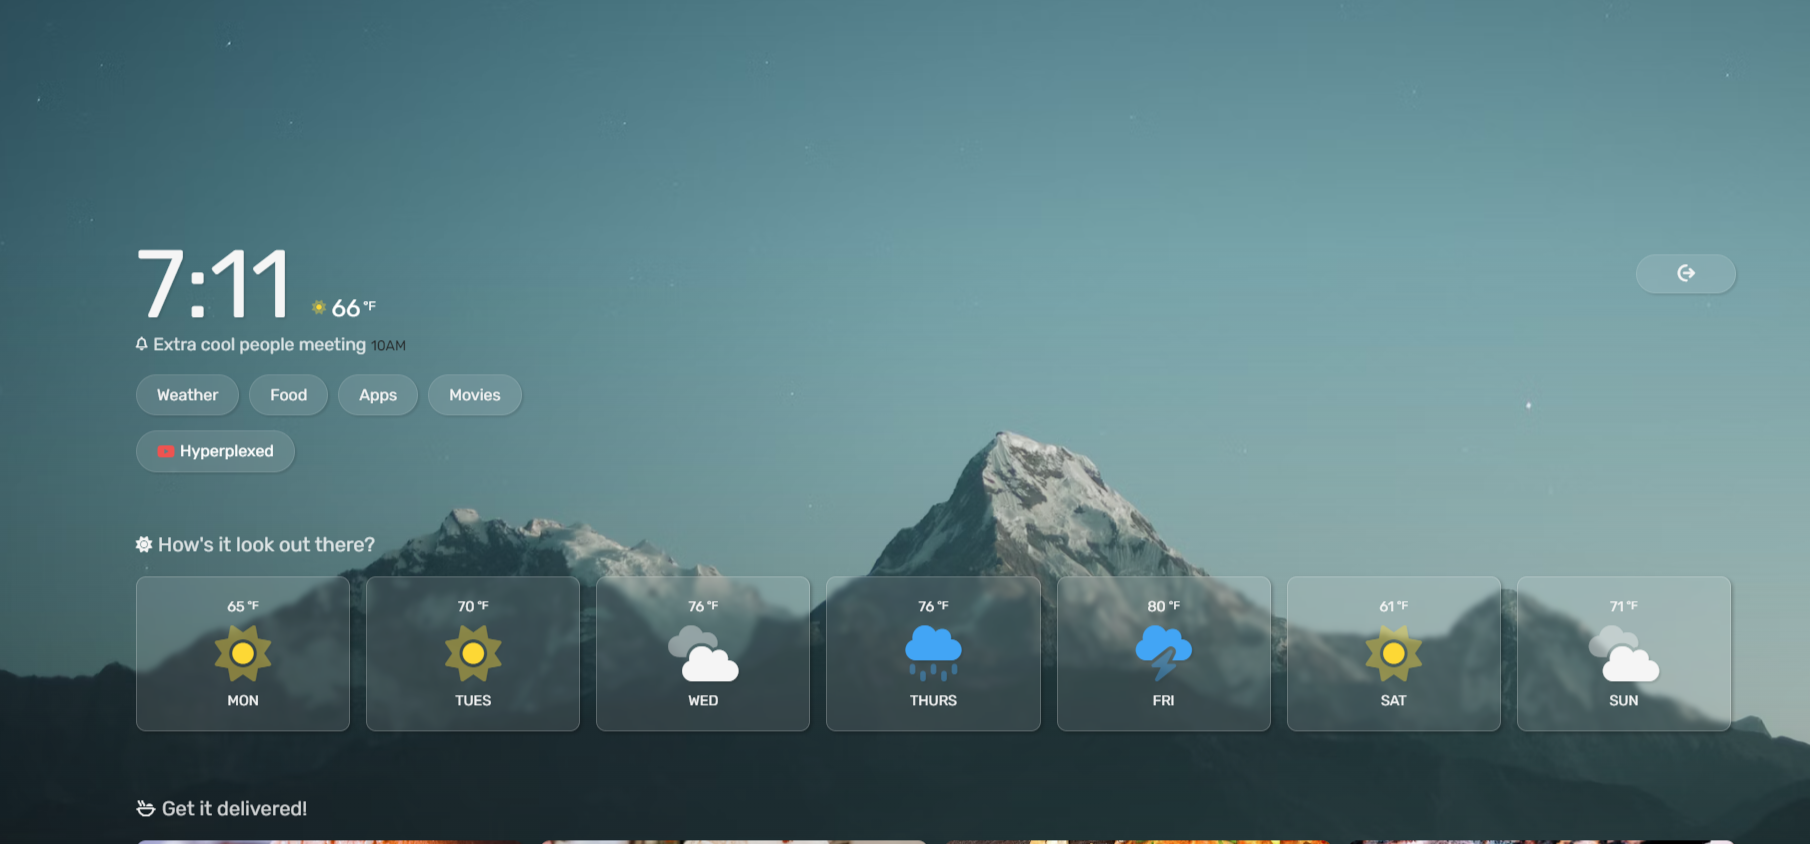 7:11 66°F
Extra cool people meeting 10AM
Weather Food Apps Movies
Hyperplexed
How's it look out there?
65°F 70°F 76°F 76°F 80°F 61°F 71°F
MON TUES WED THURS FRI SAT SUN
Get it delivered!